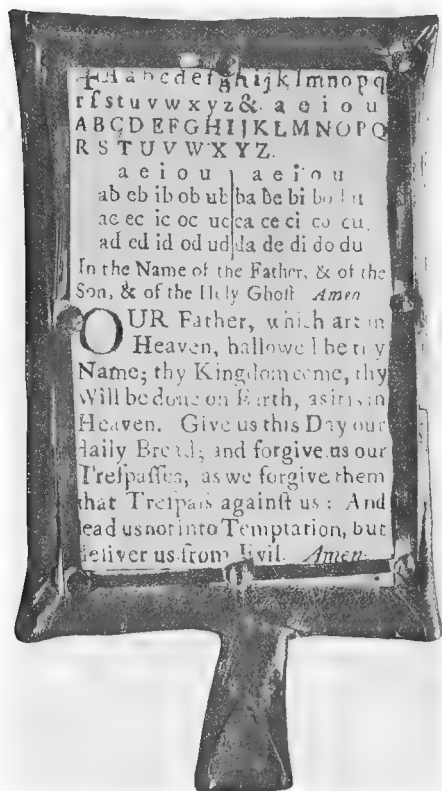 ✠ A a b c d e f g h i j k l m n o p q
r ſ s t u v w x y z & a e i o u
A B C D E F G H I J K L M N O P Q
R S T U V W X Y Z.
a e i o u a e i o u
ab eb ib ob ub ba be bi bo bu
ac ec ic oc uc ca ce ci co cu
ad ed id od ud da de di do du
In the Name of the Father, & of the
Son, & of the Holy Ghoſt Amen
OUR Father, which art in
Heaven, hallowed be thy
Name; thy Kingdom come, thy
Will be done on Earth, as it is in
Heaven. Give us this Day our
daily Bread; and forgive us our
Treſpaſſes, as we forgive them
that Treſpaſs againſt us: And
lead us not into Temptation, but
deliver us from Evil. Amen.